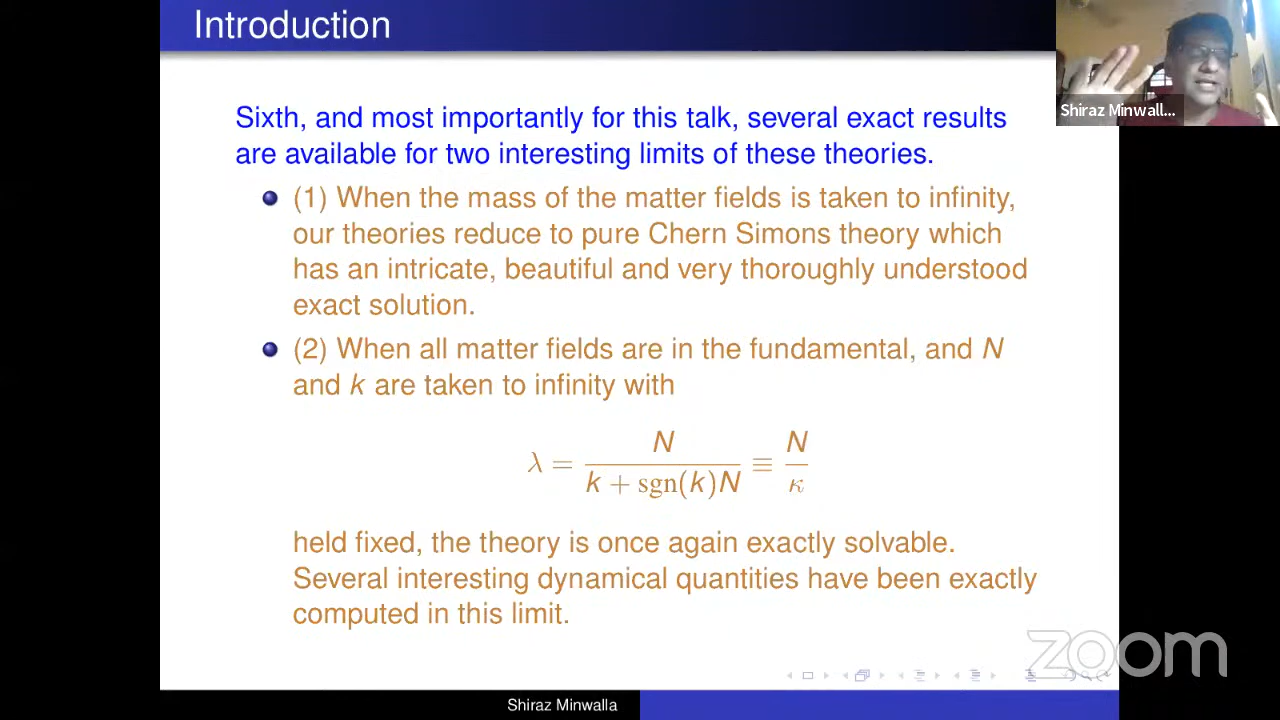 Introduction
Shiraz Minwall...
Sixth, and most importantly for this talk, several exact results
are available for two interesting limits of these theories.
(1) When the mass of the matter fields is taken to infinity,
our theories reduce to pure Chern Simons theory which
has an intricate, beautiful and very thoroughly understood
exact solution.
(2) When all matter fields are in the fundamental, and N
and k are taken to infinity with
λ = N / (k + sgn(k)N) ≡ N / κ
held fixed, the theory is once again exactly solvable.
Several interesting dynamical quantities have been exactly
computed in this limit.
zoom
Shiraz Minwalla